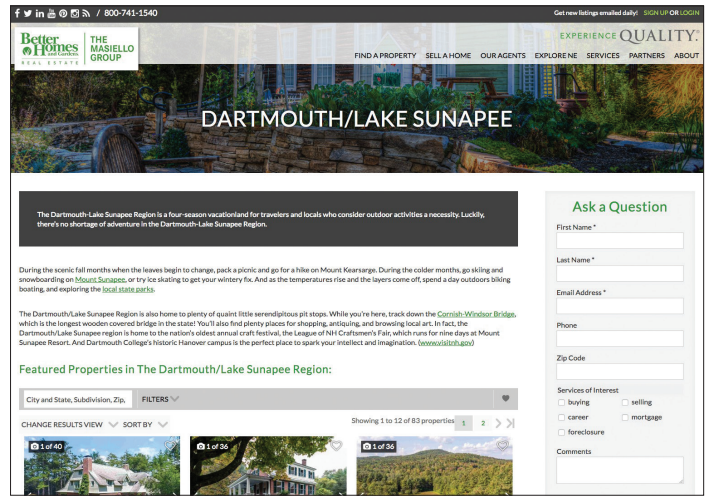 / 800-741-1540
Get new listings emailed daily! SIGN UP OR LOGIN
Better
Homes
and Gardens
REAL ESTATE
THE
MASIELLO
GROUP
EXPERIENCE QUALITY.
FIND A PROPERTY SELL A HOME OUR AGENTS EXPLORE NE SERVICES PARTNERS ABOUT
DARTMOUTH/LAKE SUNAPEE
The Dartmouth-Lake Sunapee Region is a four-season vacationland for travelers and locals who consider outdoor activities a necessity. Luckily,
there's no shortage of adventure in the Dartmouth-Lake Sunapee Region.
During the scenic fall months when the leaves begin to change, pack a picnic and go for a hike on Mount Kearsarge. During the colder months, go skiing and
snowboarding on Mount Sunapee, or try ice skating to get your wintery fix. And as the temperatures rise and the layers come off, spend a day outdoors biking
boating, and exploring the local state parks.
The Dartmouth/Lake Sunapee Region is also home to plenty of quaint little serendipitous pit stops. While you're here, track down the Cornish-Windsor Bridge,
which is the longest wooden covered bridge in the state! You'll also find plenty places for shopping, antiquing, and browsing local art. In fact, the
Dartmouth/Lake Sunapee region is home to the nation's oldest annual craft festival, the League of NH Craftsmen's Fair, which runs for nine days at Mount
Sunapee Resort. And Dartmouth College's historic Hanover campus is the perfect place to spark your intellect and imagination. (www.visitnh.gov)
Featured Properties in The Dartmouth/Lake Sunapee Region:
City and State, Subdivision, Zip, FILTERS
CHANGE RESULTS VIEW SORT BY Showing 1 to 12 of 83 properties 1 2
1 of 40
1 of 36
1 of 36
Ask a Question
First Name *
Last Name *
Email Address *
Phone
Zip Code
Services of Interest
buying selling
career mortgage
foreclosure
Comments